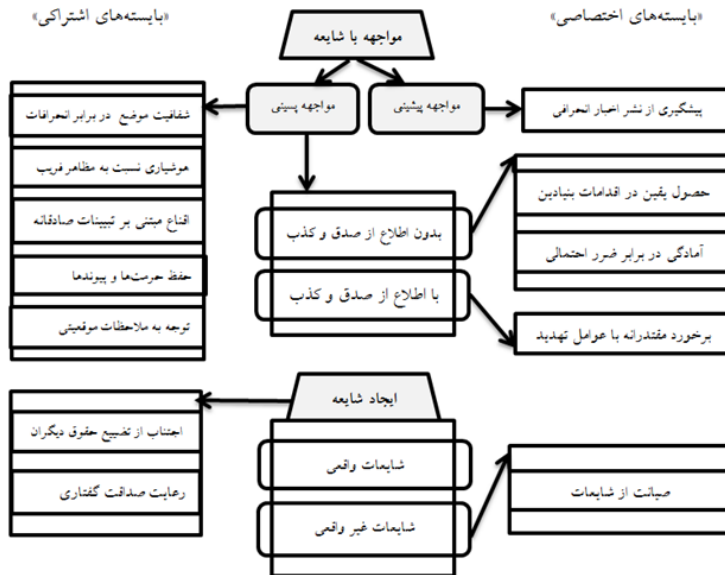 «بایسته‌های اختصاصی»
«بایسته‌های اشتراکی»
مواجهه با شایعه
مواجهه پیشینی
مواجهه پسینی
پیشگیری از نشر اخبار انحرافی
شفافیت موضع در برابر انحرافات
هوشیاری نسبت به مظاهر فریب
اقناع مبتنی بر تبیینات صادقانه
حفظ حرمت‌ها و پیوندها
توجه به ملاحظات موقعیتی
بدون اطلاع از صدق و کذب
با اطلاع از صدق و کذب
حصول یقین در اقدامات بنیادین
آمادگی در برابر ضرر احتمالی
برخورد مقتدرانه با عوامل تهدید
ایجاد شایعه
اجتناب از تضییع حقوق دیگران
رعایت صداقت گفتاری
شایعات واقعی
شایعات غیر واقعی
صیانت از شایعات